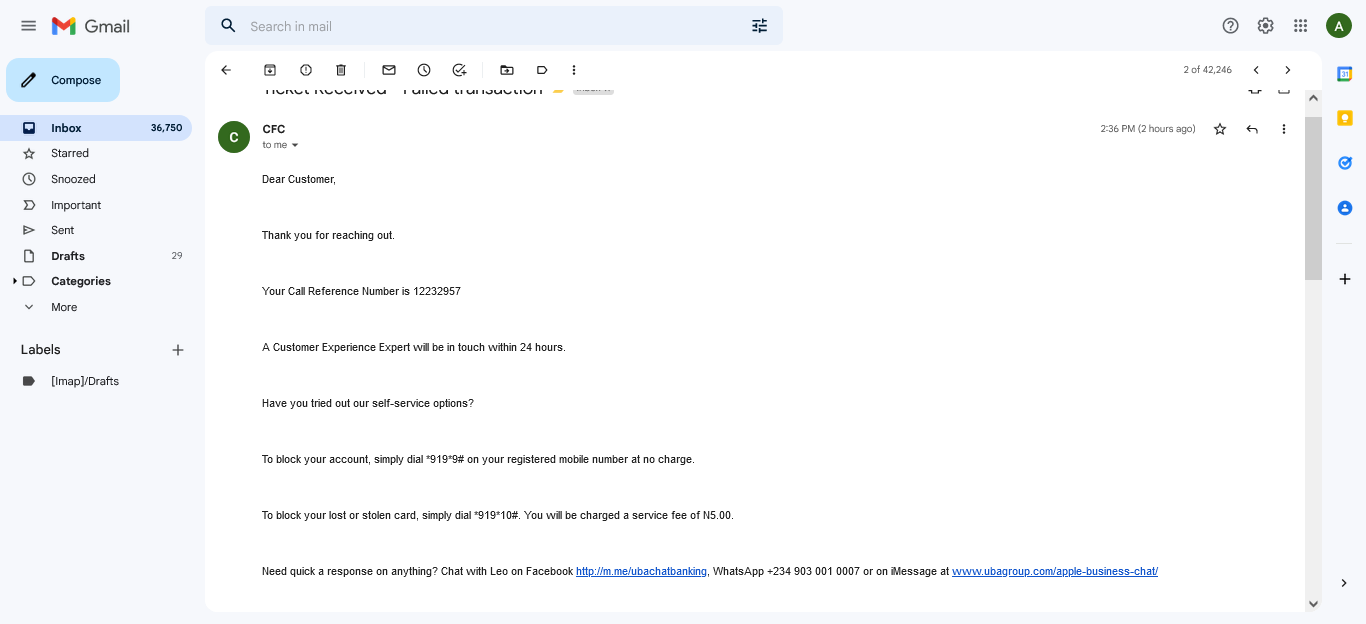 Gmail
Search in mail
A
Compose
2 of 42,246
Ticket Received - Failed transaction
Inbox 36,750
Starred
Snoozed
Important
Sent
Drafts 29
Categories
More
Labels
[Imap]/Drafts
C
CFC
2:36 PM (2 hours ago)
to me
Dear Customer,
Thank you for reaching out.
Your Call Reference Number is 12232957
A Customer Experience Expert will be in touch within 24 hours.
Have you tried out our self-service options?
To block your account, simply dial *919*9# on your registered mobile number at no charge.
To block your lost or stolen card, simply dial *919*10#. You will be charged a service fee of N5.00.
Need quick a response on anything? Chat with Leo on Facebook http://m.me/ubachatbanking, WhatsApp +234 903 001 0007 or on iMessage at www.ubagroup.com/apple-business-chat/
31